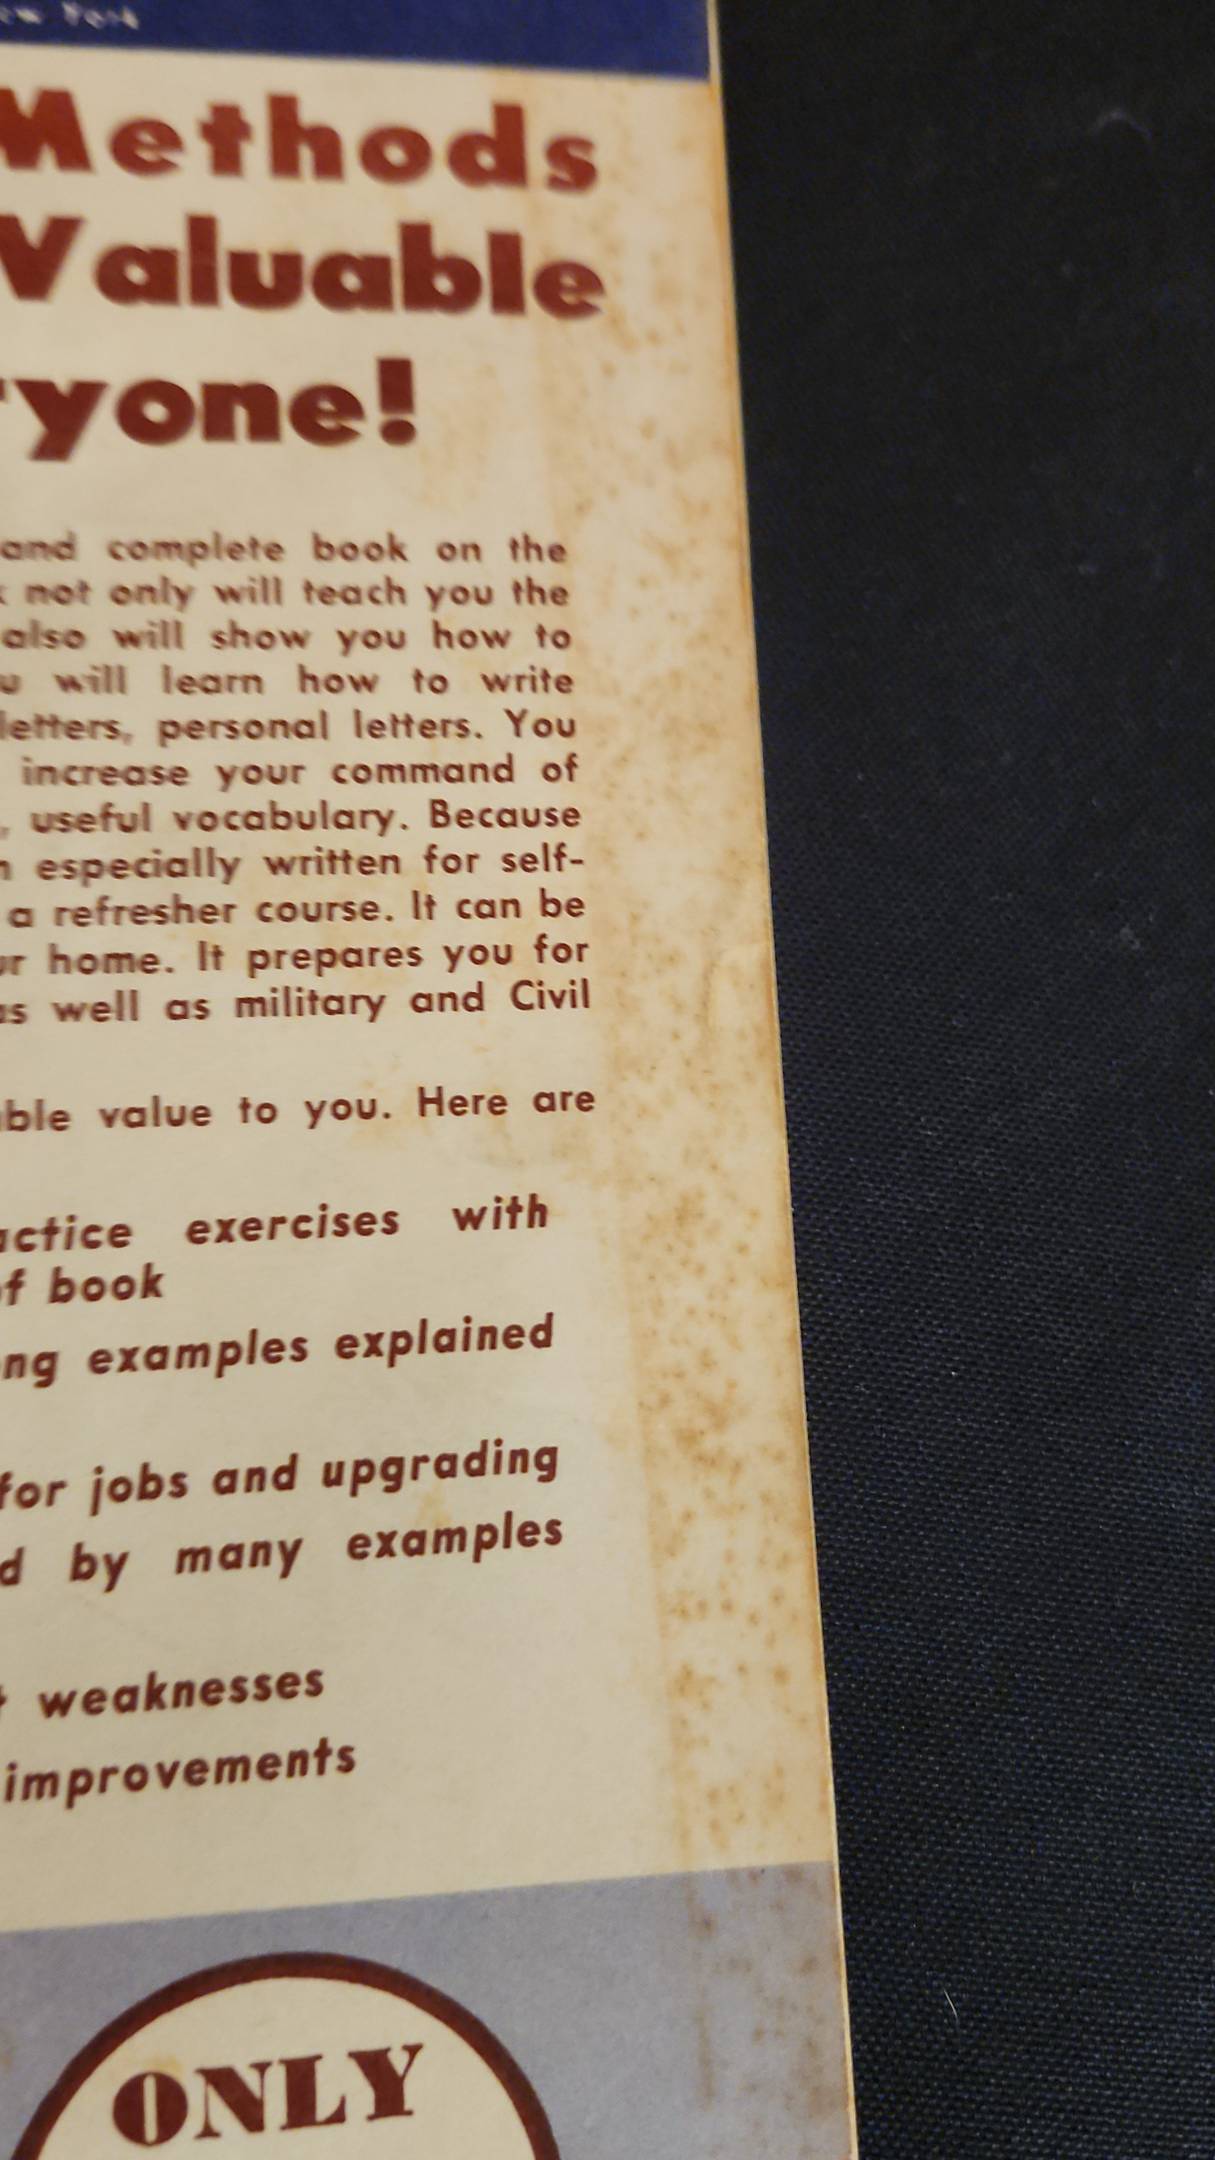 York
Methods
Valuable
yone!
and complete book on the
not only will teach you the
also will show you how to
will learn how to write
letters, personal letters. You
increase your command of
, useful vocabulary. Because
especially written for self-
a refresher course. It can be
r home. It prepares you for
as well as military and Civil
ble value to you. Here are
actice exercises with
of book
ng examples explained
for jobs and upgrading
d by many examples
weaknesses
improvements
ONLY